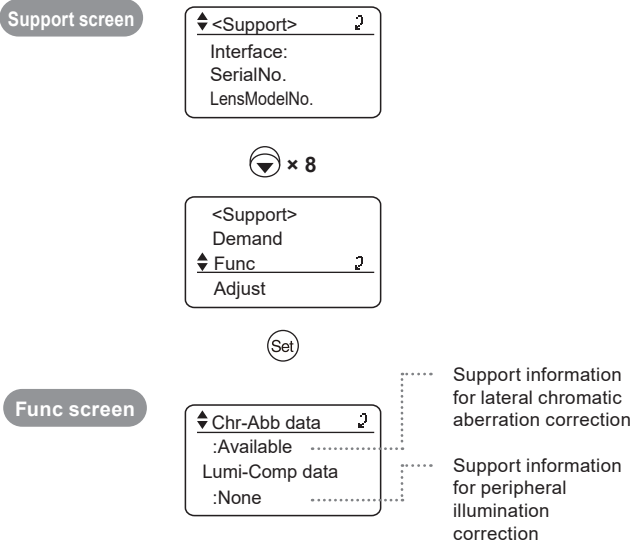 Support screen
<Support>
Interface:
SerialNo.
LensModelNo.
× 8
<Support>
Demand
Func
Adjust
Set
Func screen
Chr-Abb data
:Available
Lumi-Comp data
:None
Support information
for lateral chromatic
aberration correction
Support information
for peripheral
illumination
correction